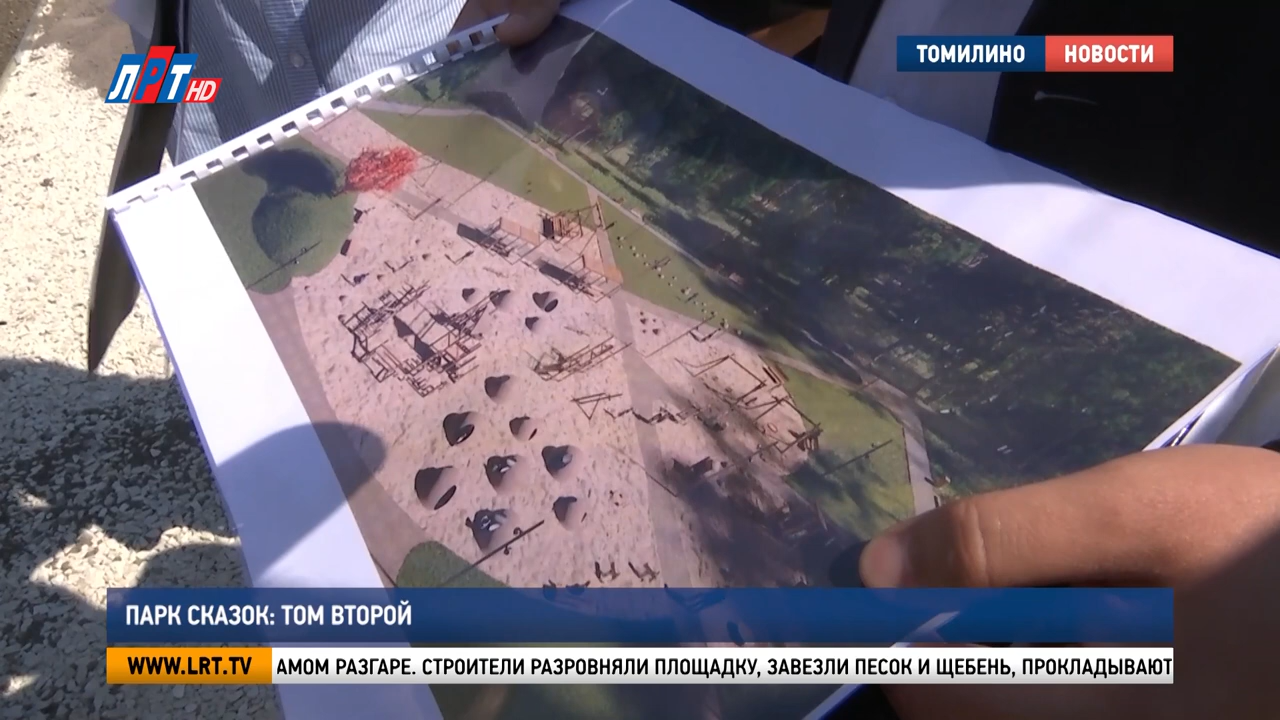 ЛРТ HD
ТОМИЛИНО НОВОСТИ
ПАРК СКАЗОК: ТОМ ВТОРОЙ
WWW.LRT.TV АМОМ РАЗГАРЕ. СТРОИТЕЛИ РАЗРОВНЯЛИ ПЛОЩАДКУ, ЗАВЕЗЛИ ПЕСОК И ЩЕБЕНЬ, ПРОКЛАДЫВАЮТ